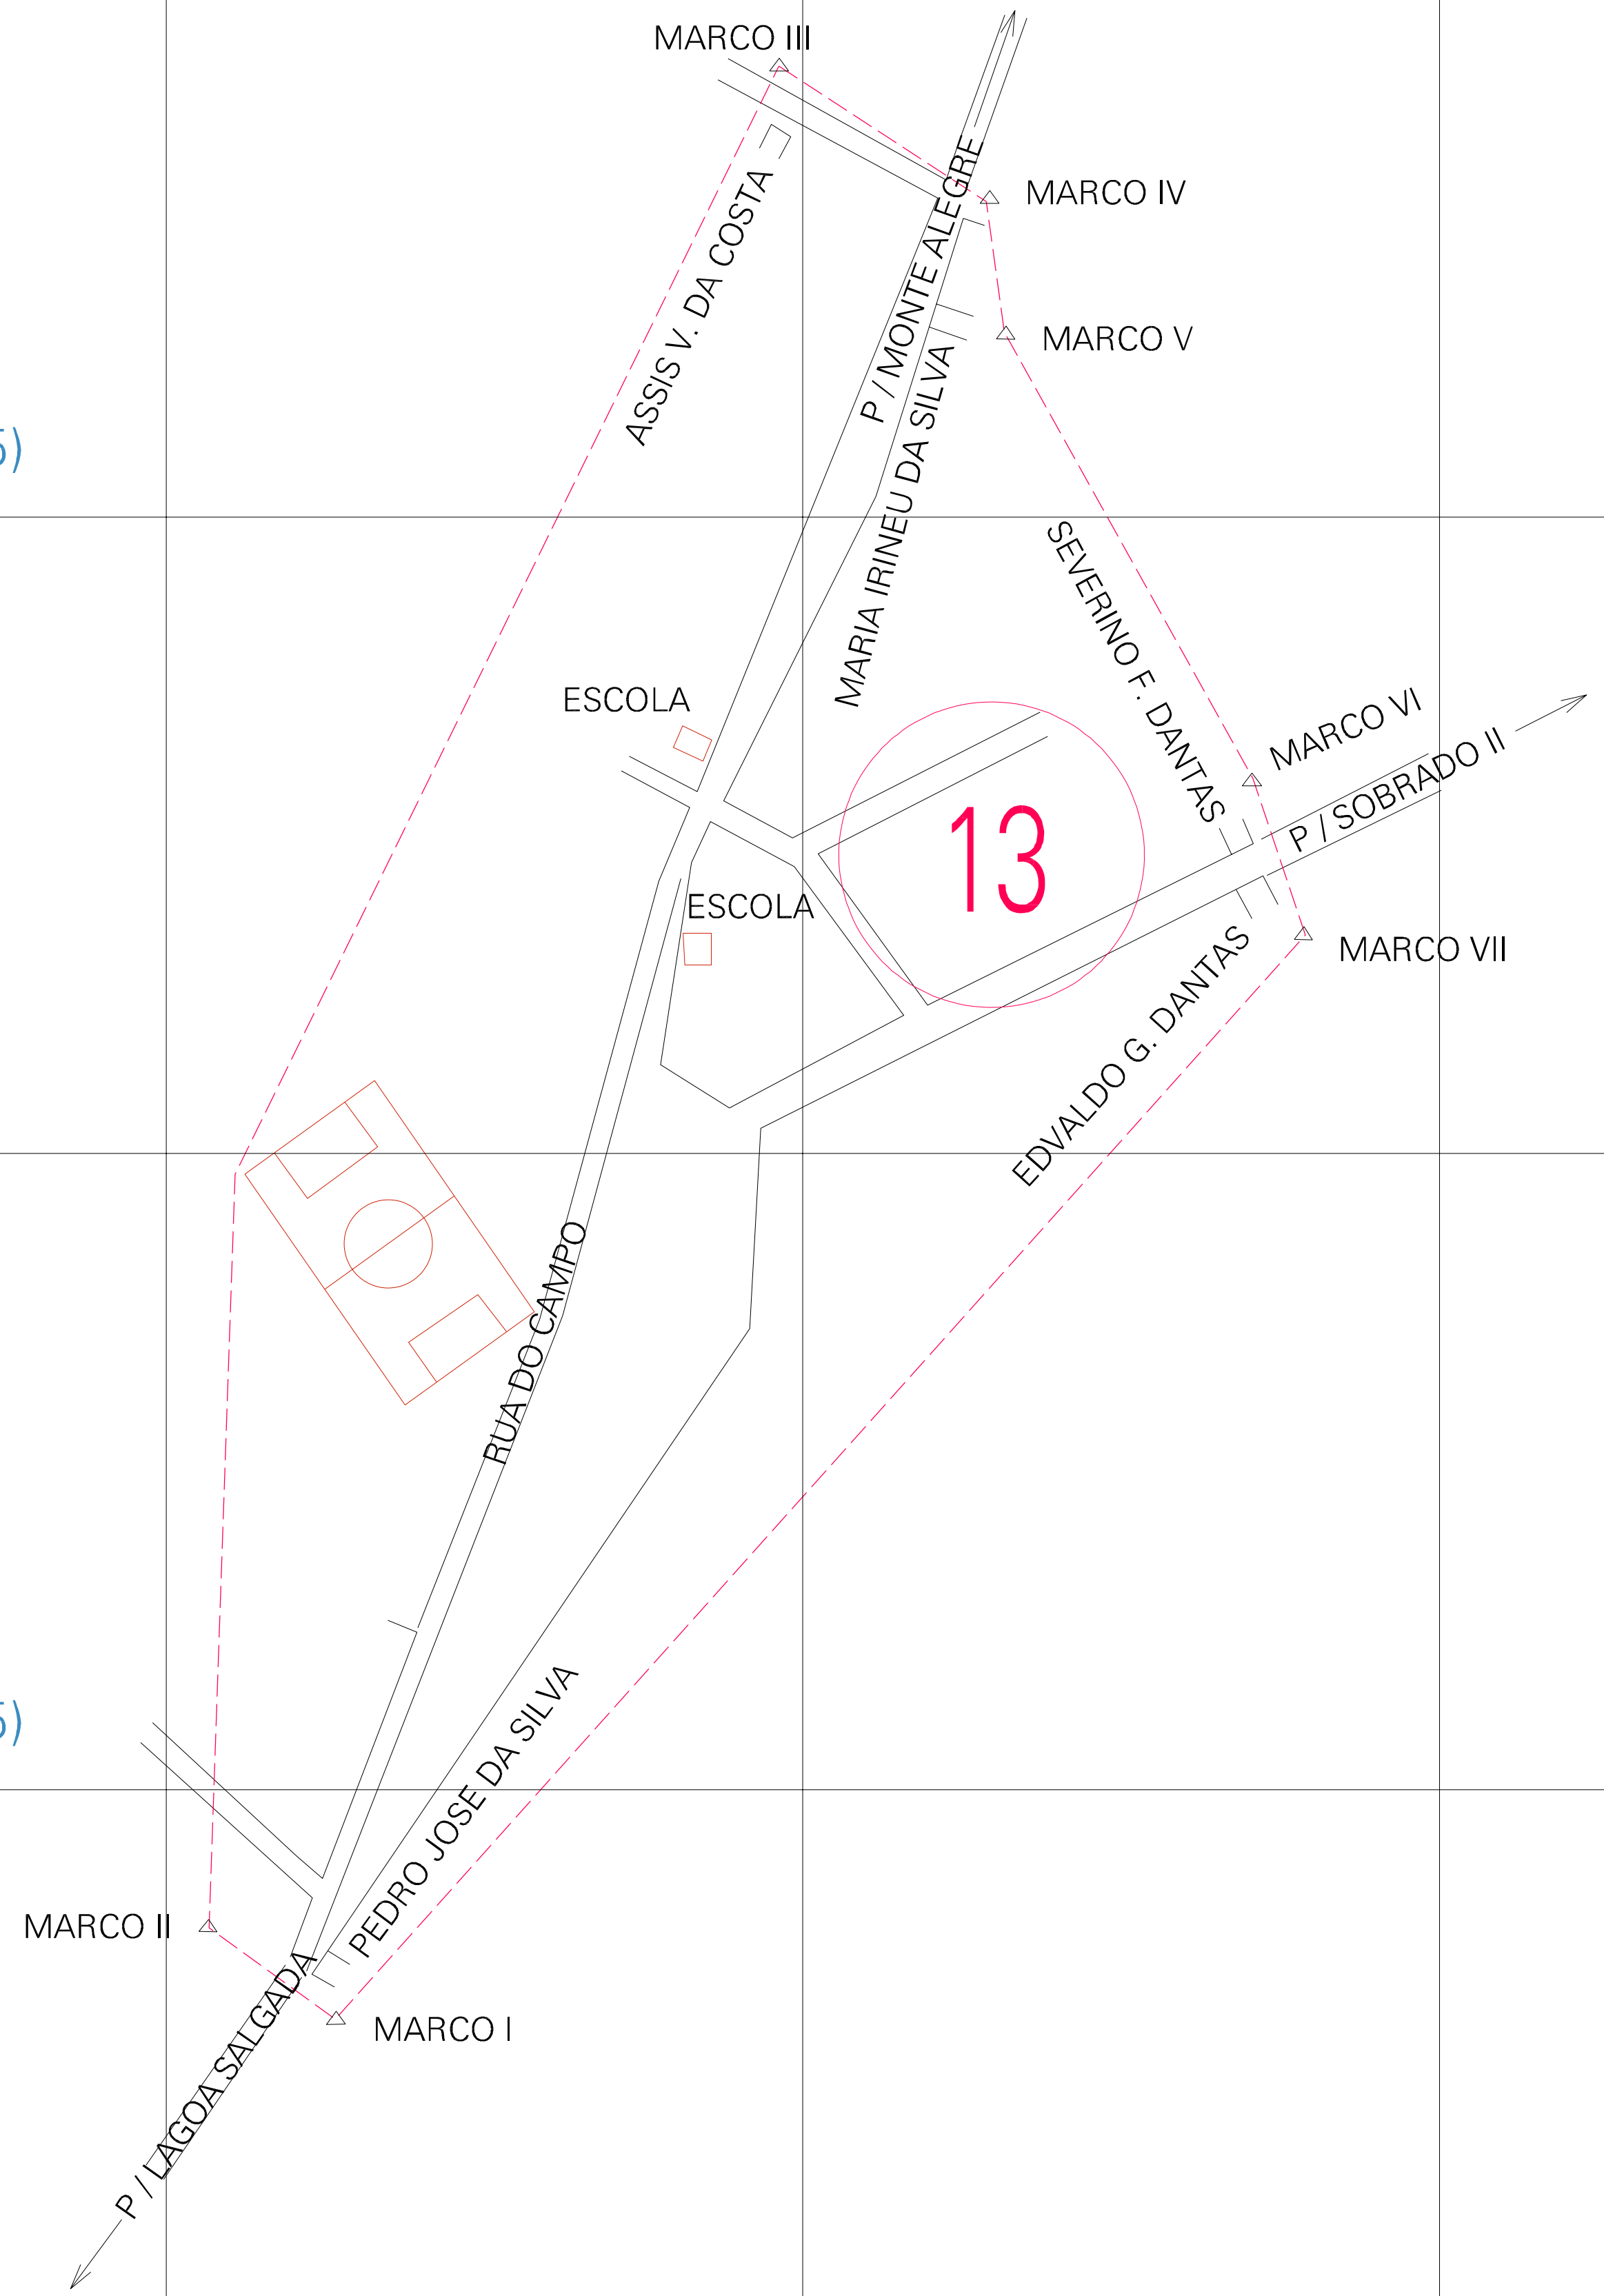 MARCO III
MARCO IV
ASSIS V. DA COSTA
P / MONTE ALEGRE
MARCO V
MARIA IRINEU DA SILVA
5)
SEVERINO F. DANTAS
ESCOLA
MARCO VI
P / SOBRADO II
13
ESCOLA
MARCO VII
EDVALDO G. DANTAS
RUA DO CAMPO
5)
PEDRO JOSE DA SILVA
MARCO II
MARCO I
P / LAGOA SALGADA